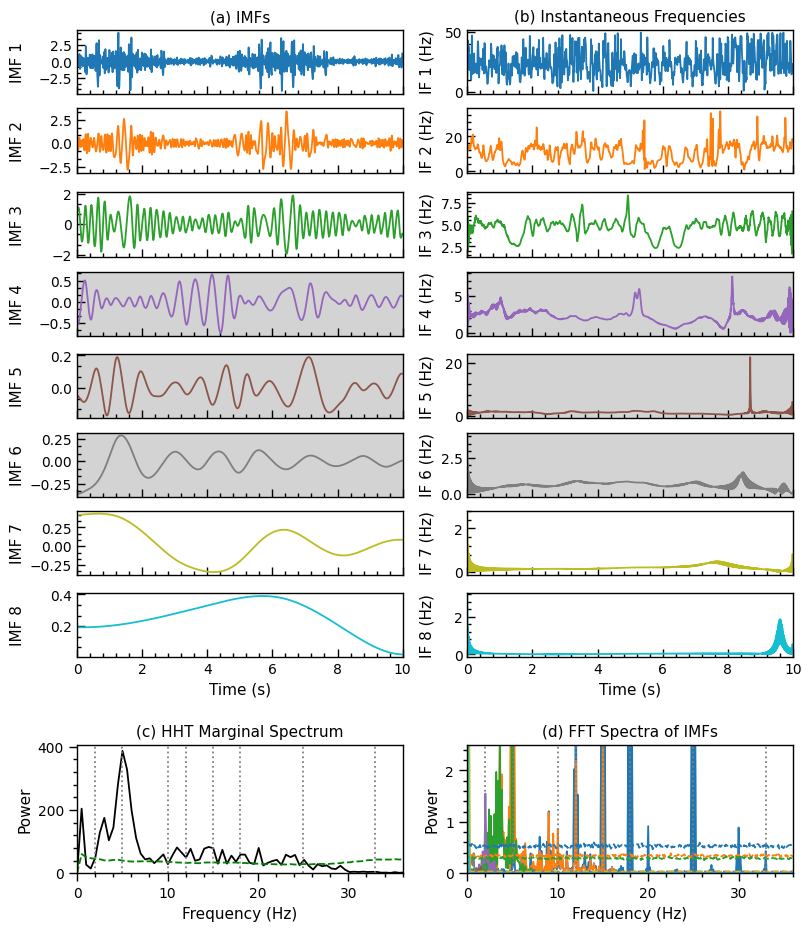 (a) IMFs
(b) Instantaneous Frequencies
IMF 1
2.5
0.0
−2.5
IF 1 (Hz)
50
0
IMF 2
2.5
0.0
−2.5
IF 2 (Hz)
20
0
IMF 3
2
0
−2
IF 3 (Hz)
7.5
5.0
2.5
IMF 4
0.5
0.0
−0.5
IF 4 (Hz)
5
0
IMF 5
0.2
0.0
IF 5 (Hz)
20
0
IMF 6
0.25
0.00
−0.25
IF 6 (Hz)
2.5
0.0
IMF 7
0.25
0.00
−0.25
IF 7 (Hz)
2
0
IMF 8
0.4
0.2
IF 8 (Hz)
2
0
0 2 4 6 8 10
0 2 4 6 8 10
Time (s)
Time (s)
(c) HHT Marginal Spectrum
(d) FFT Spectra of IMFs
Power
400
200
0
Power
2
1
0
0 10 20 30
0 10 20 30
Frequency (Hz)
Frequency (Hz)